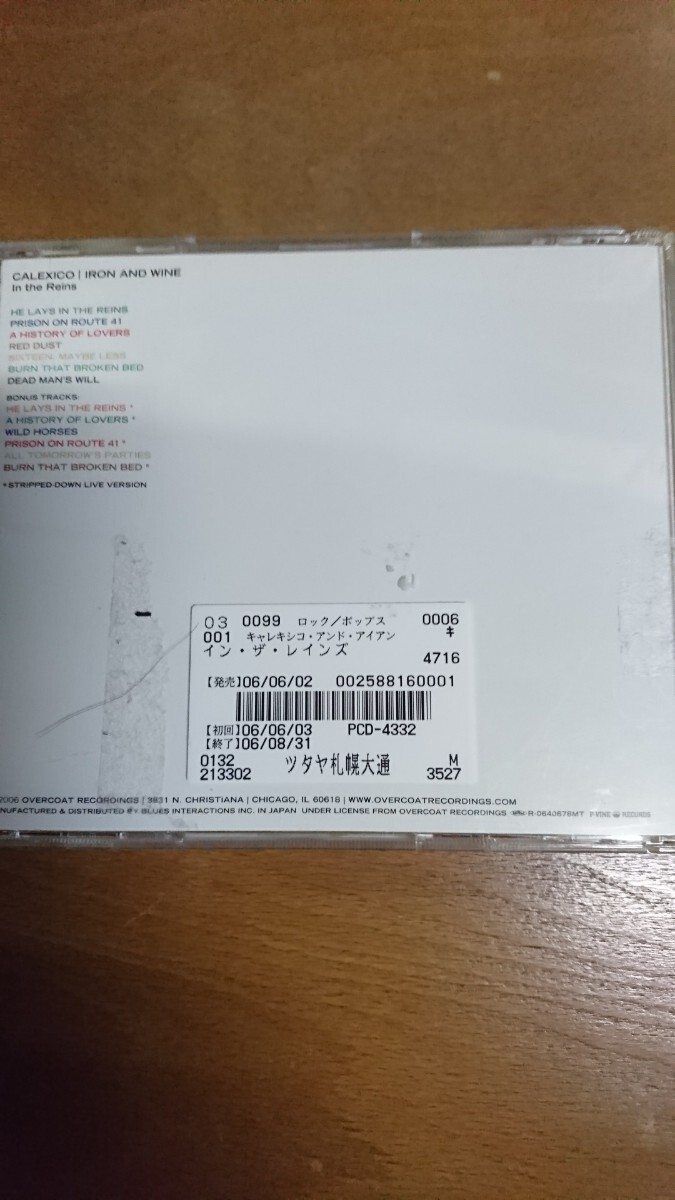 CALEXICO | IRON AND WINE
In the Reins
HE LAYS IN THE REINS
PRISON ON ROUTE 41
A HISTORY OF LOVERS
RED DUST
SIXTEEN, MAYBE LESS
BURN THAT BROKEN BED
DEAD MAN'S WILL
BONUS TRACKS:
HE LAYS IN THE REINS *
A HISTORY OF LOVERS *
WILD HORSES
PRISON ON ROUTE 41 *
ALL TOMORROW'S PARTIES
BURN THAT BROKEN BED *
* STRIPPED-DOWN LIVE VERSION
03 0099 ロック/ポップス 0006
001 キャレキシコ・アンド・アイアン キ
イン・ザ・レインズ 4716
【発売】06/06/02 002588160001
【初回】06/06/03 PCD-4332
【終了】06/08/31
0132 ツタヤ札幌大通 M
213302 3527
2006 OVERCOAT RECORDINGS | 3831 N. CHRISTIANA | CHICAGO, IL 60618 | WWW.OVERCOATRECORDINGS.COM
NUFACTURED & DISTRIBUTED BY BLUES INTERACTIONS INC. IN JAPAN UNDER LICENSE FROM OVERCOAT RECORDINGS R-0640678MT P-VINE RECORDS